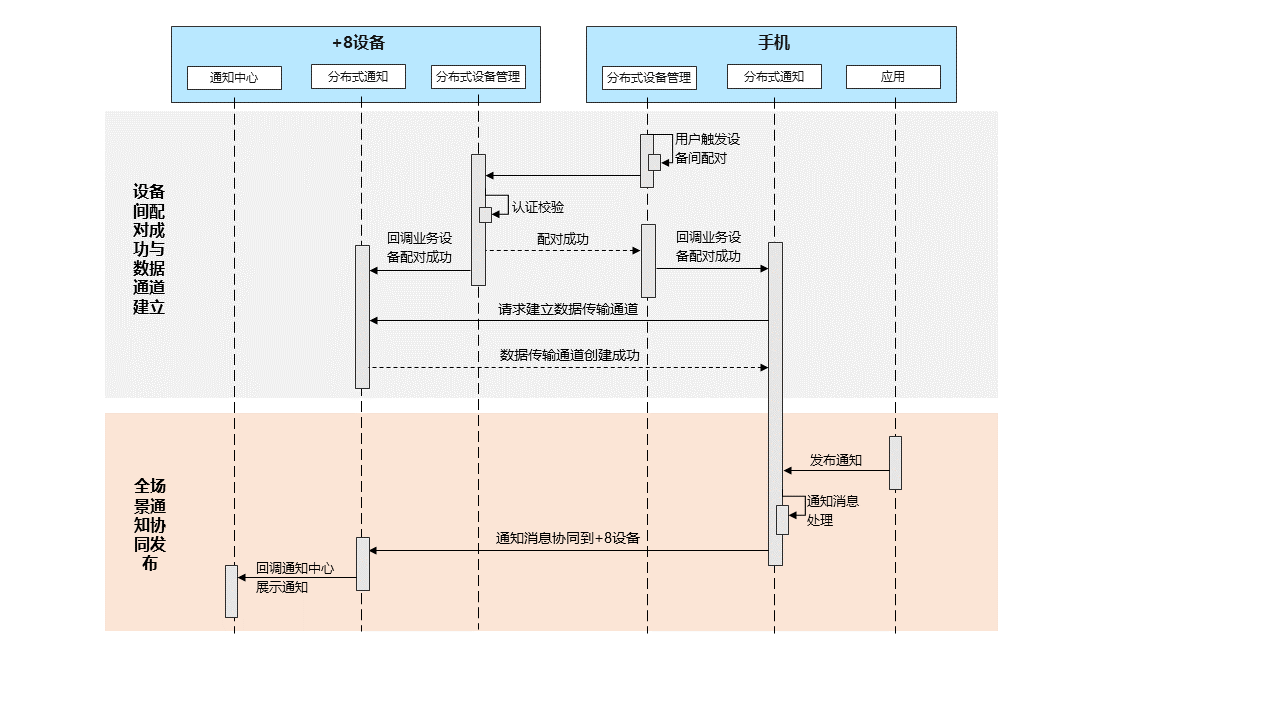 +8设备
手机
通知中心
分布式通知
分布式设备管理
分布式设备管理
分布式通知
应用
设备
间配
对成
功与
数据
通道
建立
用户触发设
备间配对
认证校验
回调业务设
备配对成功
配对成功
回调业务设
备配对成功
请求建立数据传输通道
数据传输通道创建成功
全场
景通
知协
同发
布
发布通知
通知消息
处理
通知消息协同到+8设备
回调通知中心
展示通知